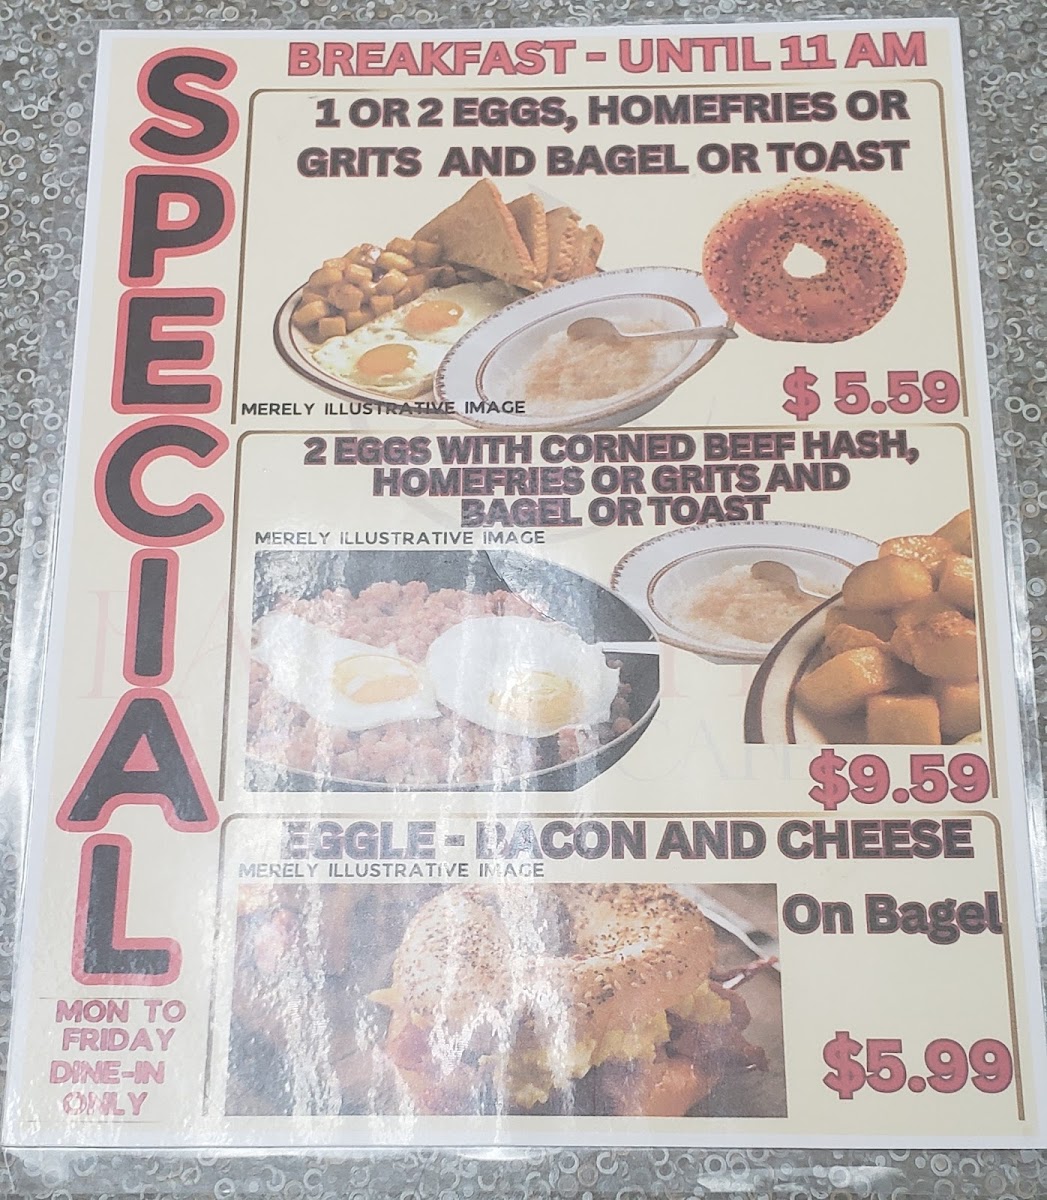 SPECIAL
MON TO
FRIDAY
DINE-IN
ONLY
BREAKFAST - UNTIL 11 AM
1 OR 2 EGGS, HOMEFRIES OR
GRITS AND BAGEL OR TOAST
MERELY ILLUSTRATIVE IMAGE
$ 5.59
2 EGGS WITH CORNED BEEF HASH,
HOMEFRIES OR GRITS AND
BAGEL OR TOAST
MERELY ILLUSTRATIVE IMAGE
$9.59
EGGLE - BACON AND CHEESE
MERELY ILLUSTRATIVE IMAGE
On Bagel
$5.99